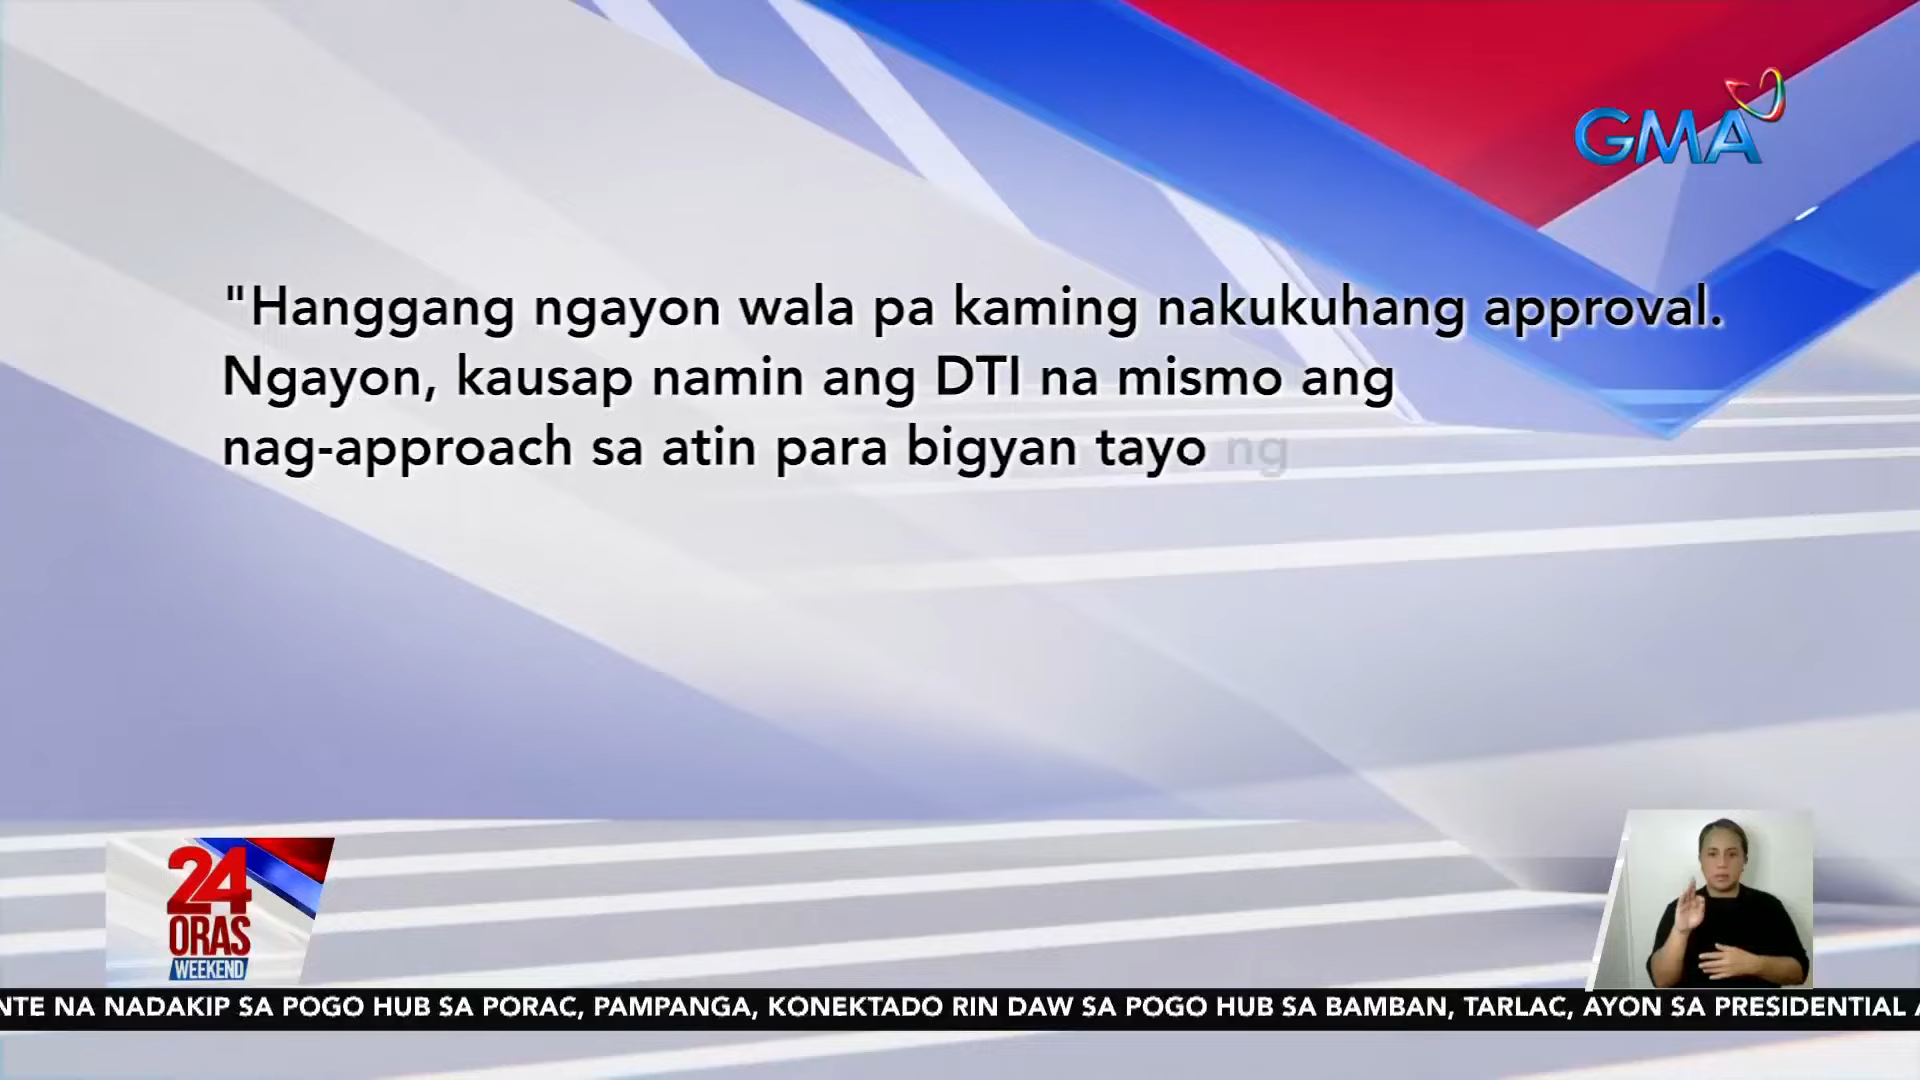 GMA
"Hanggang ngayon wala pa kaming nakukuhang approval.
Ngayon, kausap namin ang DTI na mismo ang
nag-approach sa atin para bigyan tayo ng
24
ORAS
WEEKEND
NTE NA NADAKIP SA POGO HUB SA PORAC, PAMPANGA, KONEKTADO RIN DAW SA POGO HUB SA BAMBAN, TARLAC, AYON SA PRESIDENTIAL A